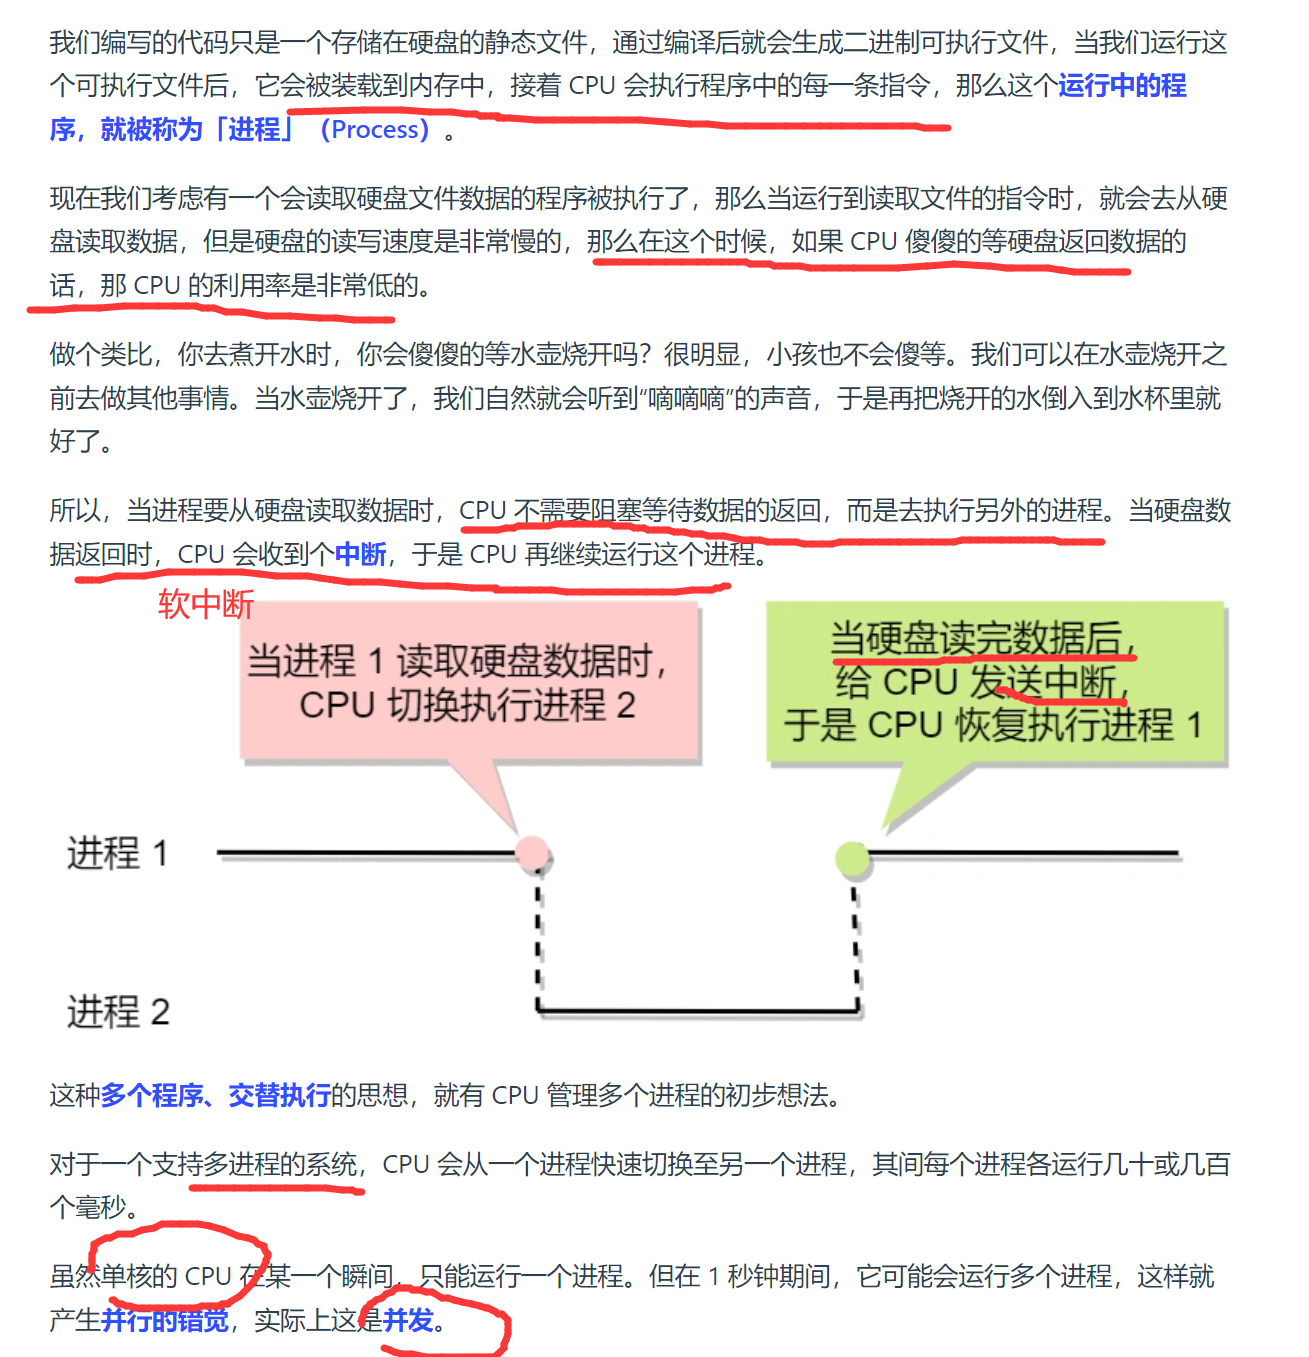 我们编写的代码只是一个存储在硬盘的静态文件，通过编译后就会生成二进制可执行文件，当我们运行这
个可执行文件后，它会被装载到内存中，接着 CPU 会执行程序中的每一条指令，那么这个运行中的程
序，就被称为「进程」（Process）。
现在我们考虑有一个会读取硬盘文件数据的程序被执行了，那么当运行到读取文件的指令时，就会去从硬
盘读取数据，但是硬盘的读写速度是非常慢的，那么在这个时候，如果 CPU 傻傻的等硬盘返回数据的
话，那 CPU 的利用率是非常低的。
做个类比，你去煮开水时，你会傻傻的等水壶烧开吗？很明显，小孩也不会傻等。我们可以在水壶烧开之
前去做其他事情。当水壶烧开了，我们自然就会听到“嘀嘀嘀”的声音，于是再把烧开的水倒入到水杯里就
好了。
所以，当进程要从硬盘读取数据时，CPU 不需要阻塞等待数据的返回，而是去执行另外的进程。当硬盘数
据返回时，CPU 会收到个中断，于是 CPU 再继续运行这个进程。
软中断
当进程 1 读取硬盘数据时，
CPU 切换执行进程 2
当硬盘读完数据后，
给 CPU 发送中断，
于是 CPU 恢复执行进程 1
进程 1
进程 2
这种多个程序、交替执行的思想，就有 CPU 管理多个进程的初步想法。
对于一个支持多进程的系统，CPU 会从一个进程快速切换至另一个进程，其间每个进程各运行几十或几百
个毫秒。
虽然单核的 CPU 在某一个瞬间，只能运行一个进程。但在 1 秒钟期间，它可能会运行多个进程，这样就
产生并行的错觉，实际上这是并发。